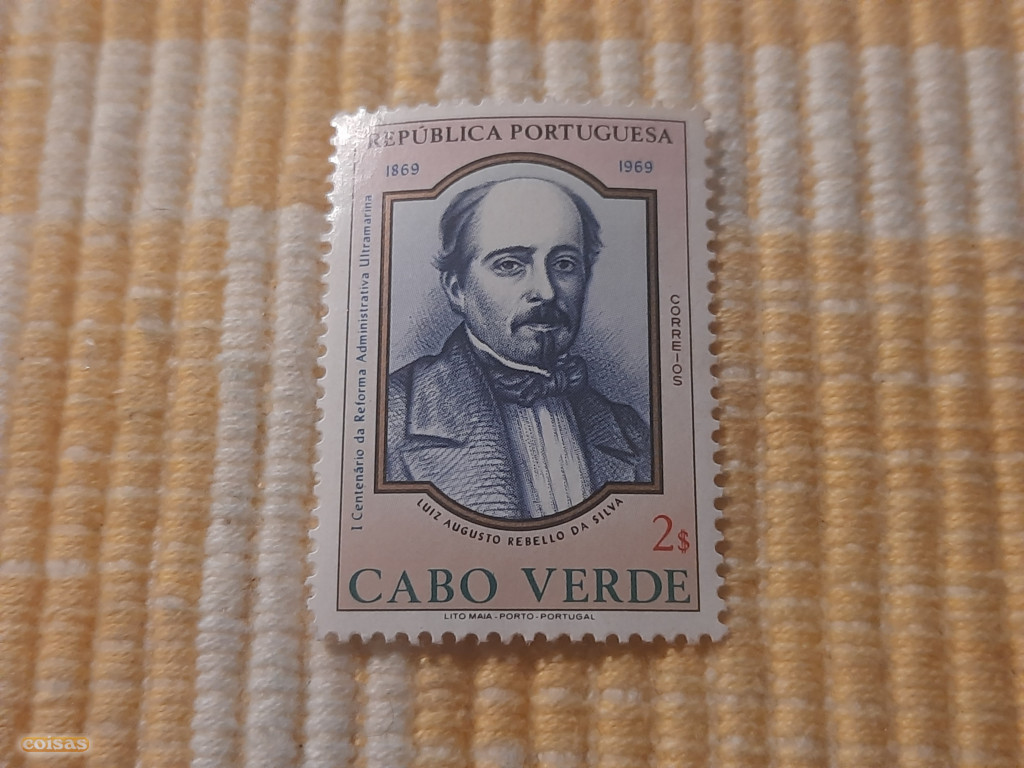 REPÚBLICA PORTUGUESA
1869
1969
I Centenário da Reforma Administrativa Ultramarina
CORREIOS
LUIZ AUGUSTO REBELLO DA SILVA
2$
CABO VERDE
LITO MAIA - PORTO - PORTUGAL
coisas